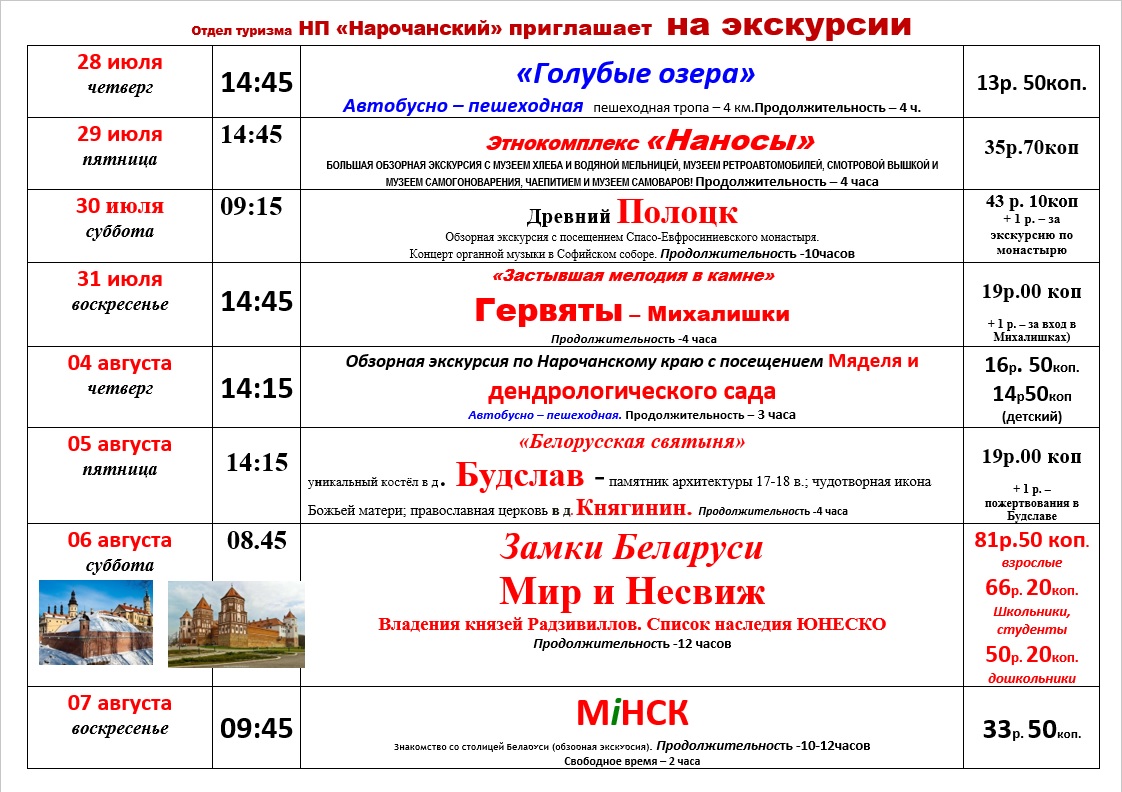 Отдел туризма НП «Нарочанский» приглашает на экскурсии
28 июля
четверг
14:45
«Голубые озера»
Автобусно – пешеходная пешеходная тропа – 4 км.Продолжительность – 4 ч.
13р. 50коп.
29 июля
пятница
14:45
Этнокомплекс «Наносы»
БОЛЬШАЯ ОБЗОРНАЯ ЭКСКУРСИЯ С МУЗЕЕМ ХЛЕБА И ВОДЯНОЙ МЕЛЬНИЦЕЙ, МУЗЕЕМ РЕТРОАВТОМОБИЛЕЙ, СМОТРОВОЙ ВЫШКОЙ И
МУЗЕЕМ САМОГОНОВАРЕНИЯ, ЧАЕПИТИЕМ И МУЗЕЕМ САМОВАРОВ! Продолжительность – 4 часа
35р.70коп
30 июля
суббота
09:15
Древний Полоцк
Обзорная экскурсия с посещением Спасо-Евфросиниевского монастыря.
Концерт органной музыки в Софийском соборе. Продолжительность -10часов
43 р. 10коп
+ 1 р. – за
экскурсию по
монастырю
31 июля
воскресенье
14:45
«Застывшая мелодия в камне»
Гервяты – Михалишки
Продолжительность -4 часа
19р.00 коп
+ 1 р. – за вход в
Михалишках)
04 августа
четверг
14:15
Обзорная экскурсия по Нарочанскому краю с посещением Мяделя и
дендрологического сада
Автобусно – пешеходная. Продолжительность – 3 часа
16р. 50коп.
14р50коп
(детский)
05 августа
пятница
14:15
«Белорусская святыня»
уникальный костёл в д. Будслав - памятник архитектуры 17-18 в.; чудотворная икона
Божьей матери; православная церковь в д. Княгинин. Продолжительность -4 часа
19р.00 коп
+ 1 р. –
пожертвования в
Будславе
06 августа
суббота
08.45
Замки Беларуси
Мир и Несвиж
Владения князей Радзивиллов. Список наследия ЮНЕСКО
Продолжительность -12 часов
81р.50 коп.
взрослые
66р. 20коп.
Школьники,
студенты
50р. 20коп.
дошкольники
07 августа
воскресенье
09:45
МіНСК
Знакомство со столицей Беларуси (обзорная экскурсия). Продолжительность -10-12часов
Свободное время – 2 часа
33р. 50коп.